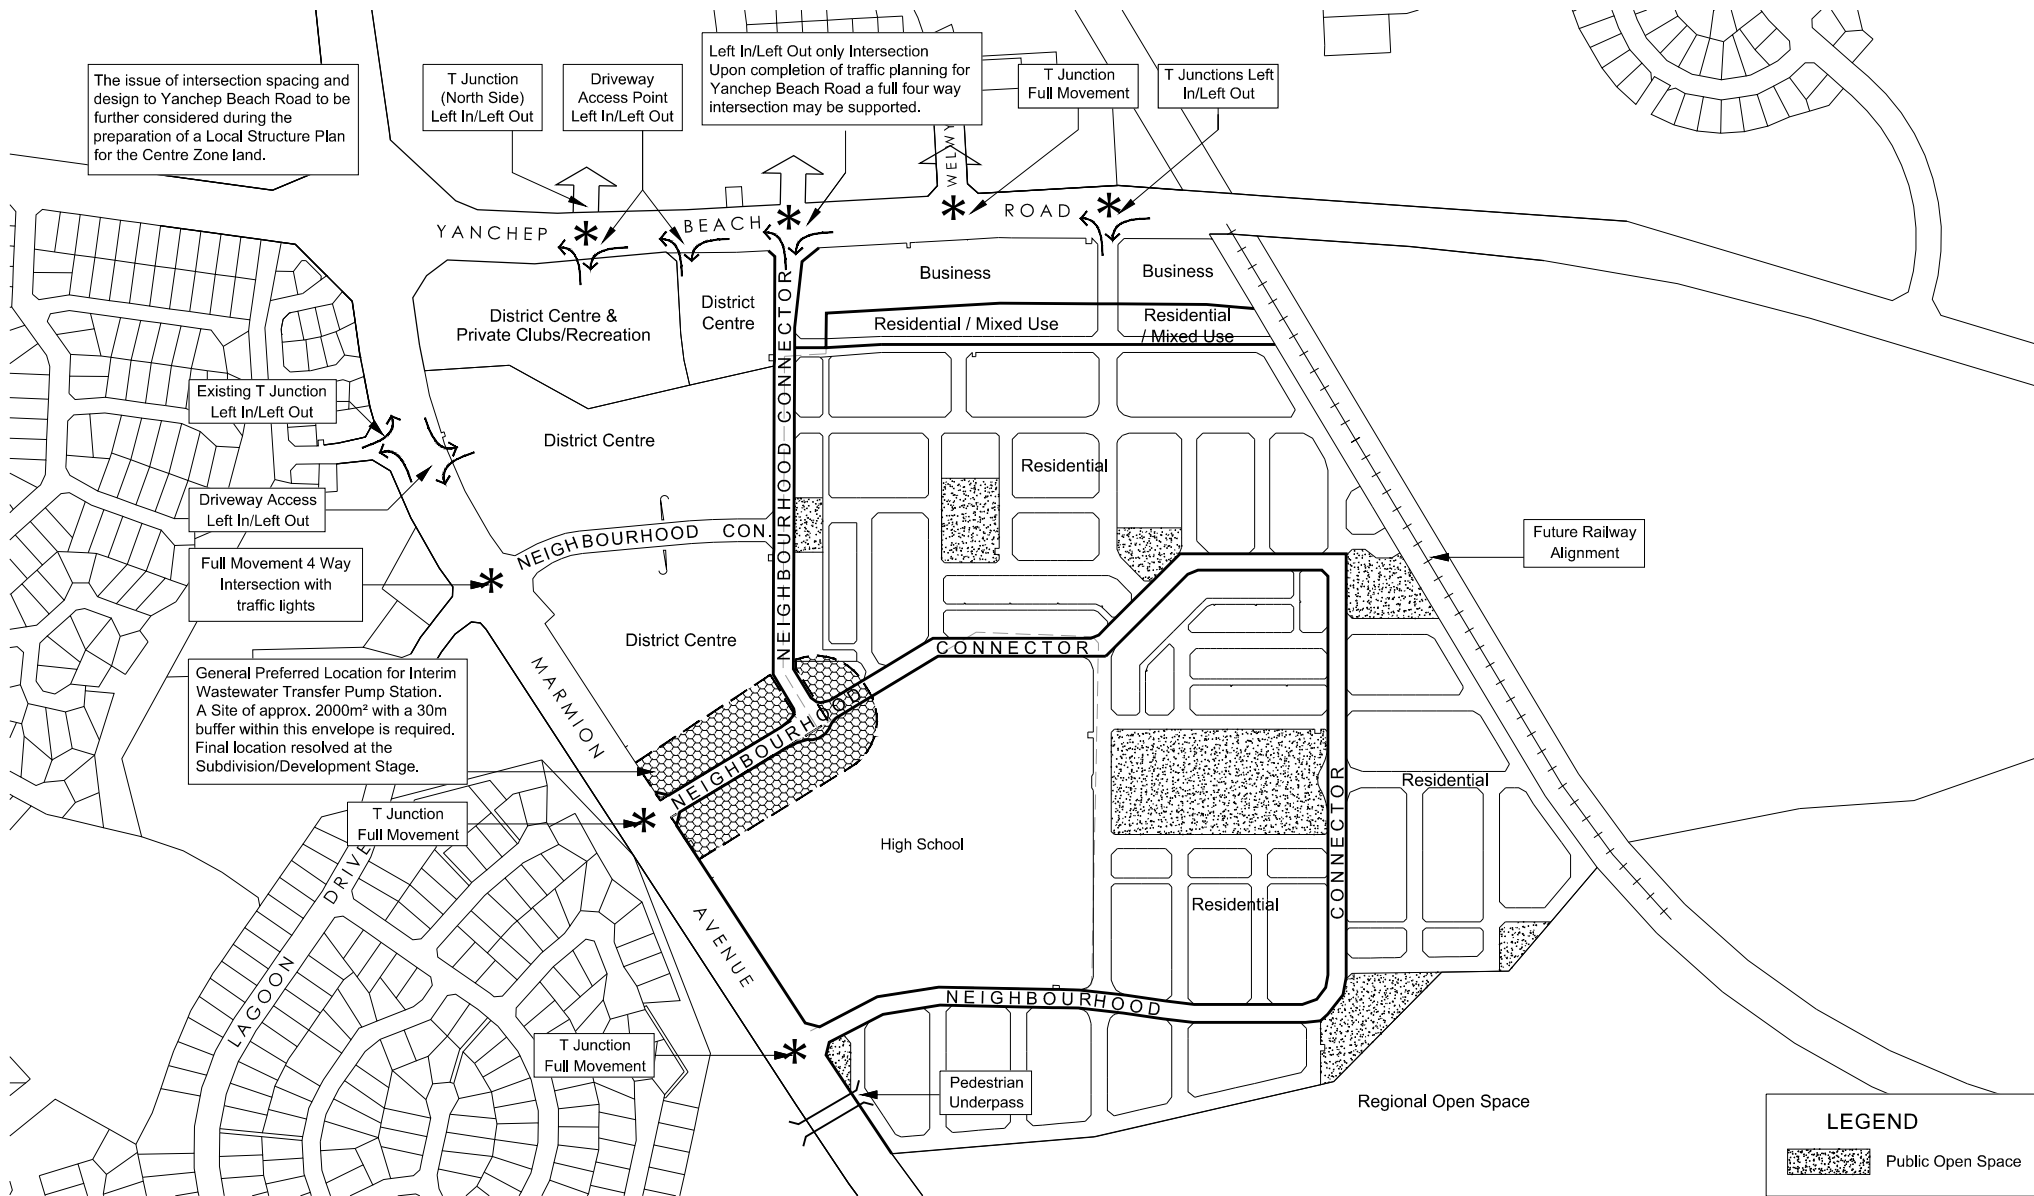 The issue of intersection spacing and
design to Yanchep Beach Road to be
further considered during the
preparation of a Local Structure Plan
for the Centre Zone land.
T Junction
(North Side)
Left In/Left Out
Driveway
Access Point
Left In/Left Out
Left In/Left Out only Intersection
Upon completion of traffic planning for
Yanchep Beach Road a full four way
intersection may be supported.
T Junction
Full Movement
T Junctions Left
In/Left Out
WELWY
YANCHEP BEACH ROAD
Business
Business
District Centre &
Private Clubs/Recreation
District
Centre
Residential / Mixed Use
Residential
/ Mixed Use
NEIGHBOURHOOD CONNECTOR
Existing T Junction
Left In/Left Out
District Centre
Residential
Driveway Access
Left In/Left Out
NEIGHBOURHOOD CON.
Future Railway
Alignment
Full Movement 4 Way
Intersection with
traffic lights
District Centre
CONNECTOR
MARMION
General Preferred Location for Interim
Wastewater Transfer Pump Station.
A Site of approx. 2000m² with a 30m
buffer within this envelope is required.
Final location resolved at the
Subdivision/Development Stage.
NEIGHBOURHOOD
Residential
T Junction
Full Movement
High School
CONNECTOR
LAGOON DRIVE
AVENUE
Residential
NEIGHBOURHOOD
T Junction
Full Movement
Pedestrian
Underpass
Regional Open Space
LEGEND
Public Open Space